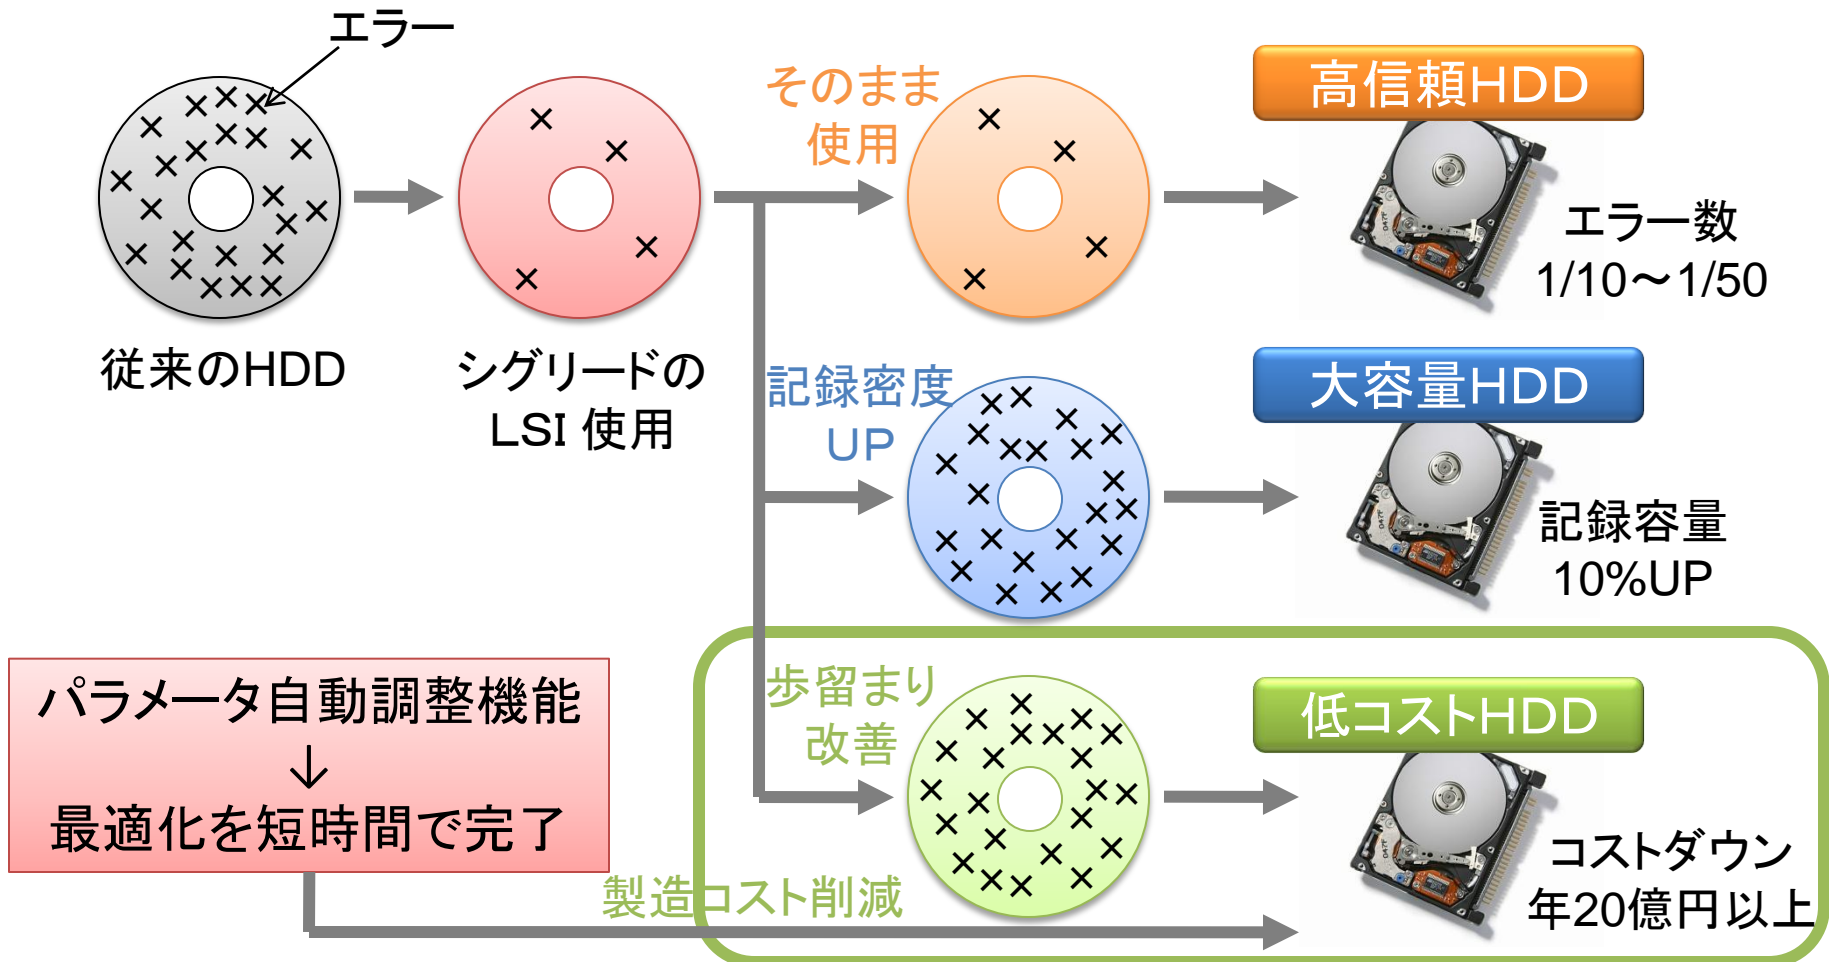 エラー
従来のHDD
シグリードの
LSI 使用
そのまま
使用
高信頼HDD
エラー数
1/10～1/50
記録密度
UP
大容量HDD
記録容量
10%UP
パラメータ自動調整機能
↓
最適化を短時間で完了
歩留まり
改善
低コストHDD
コストダウン
年20億円以上
製造コスト削減